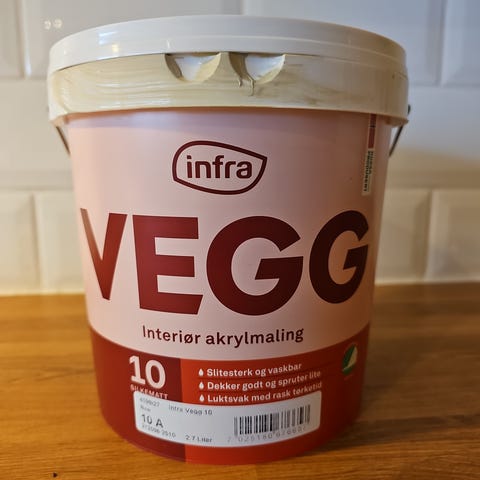 infra
VEGG
Interiør akrylmaling
10
SILKEMATT
Slitesterk og vaskbar
Dekker godt og spruter lite
Luktsvak med rask tørketid
Infra Vegg 10
10 A
2.7 Liter